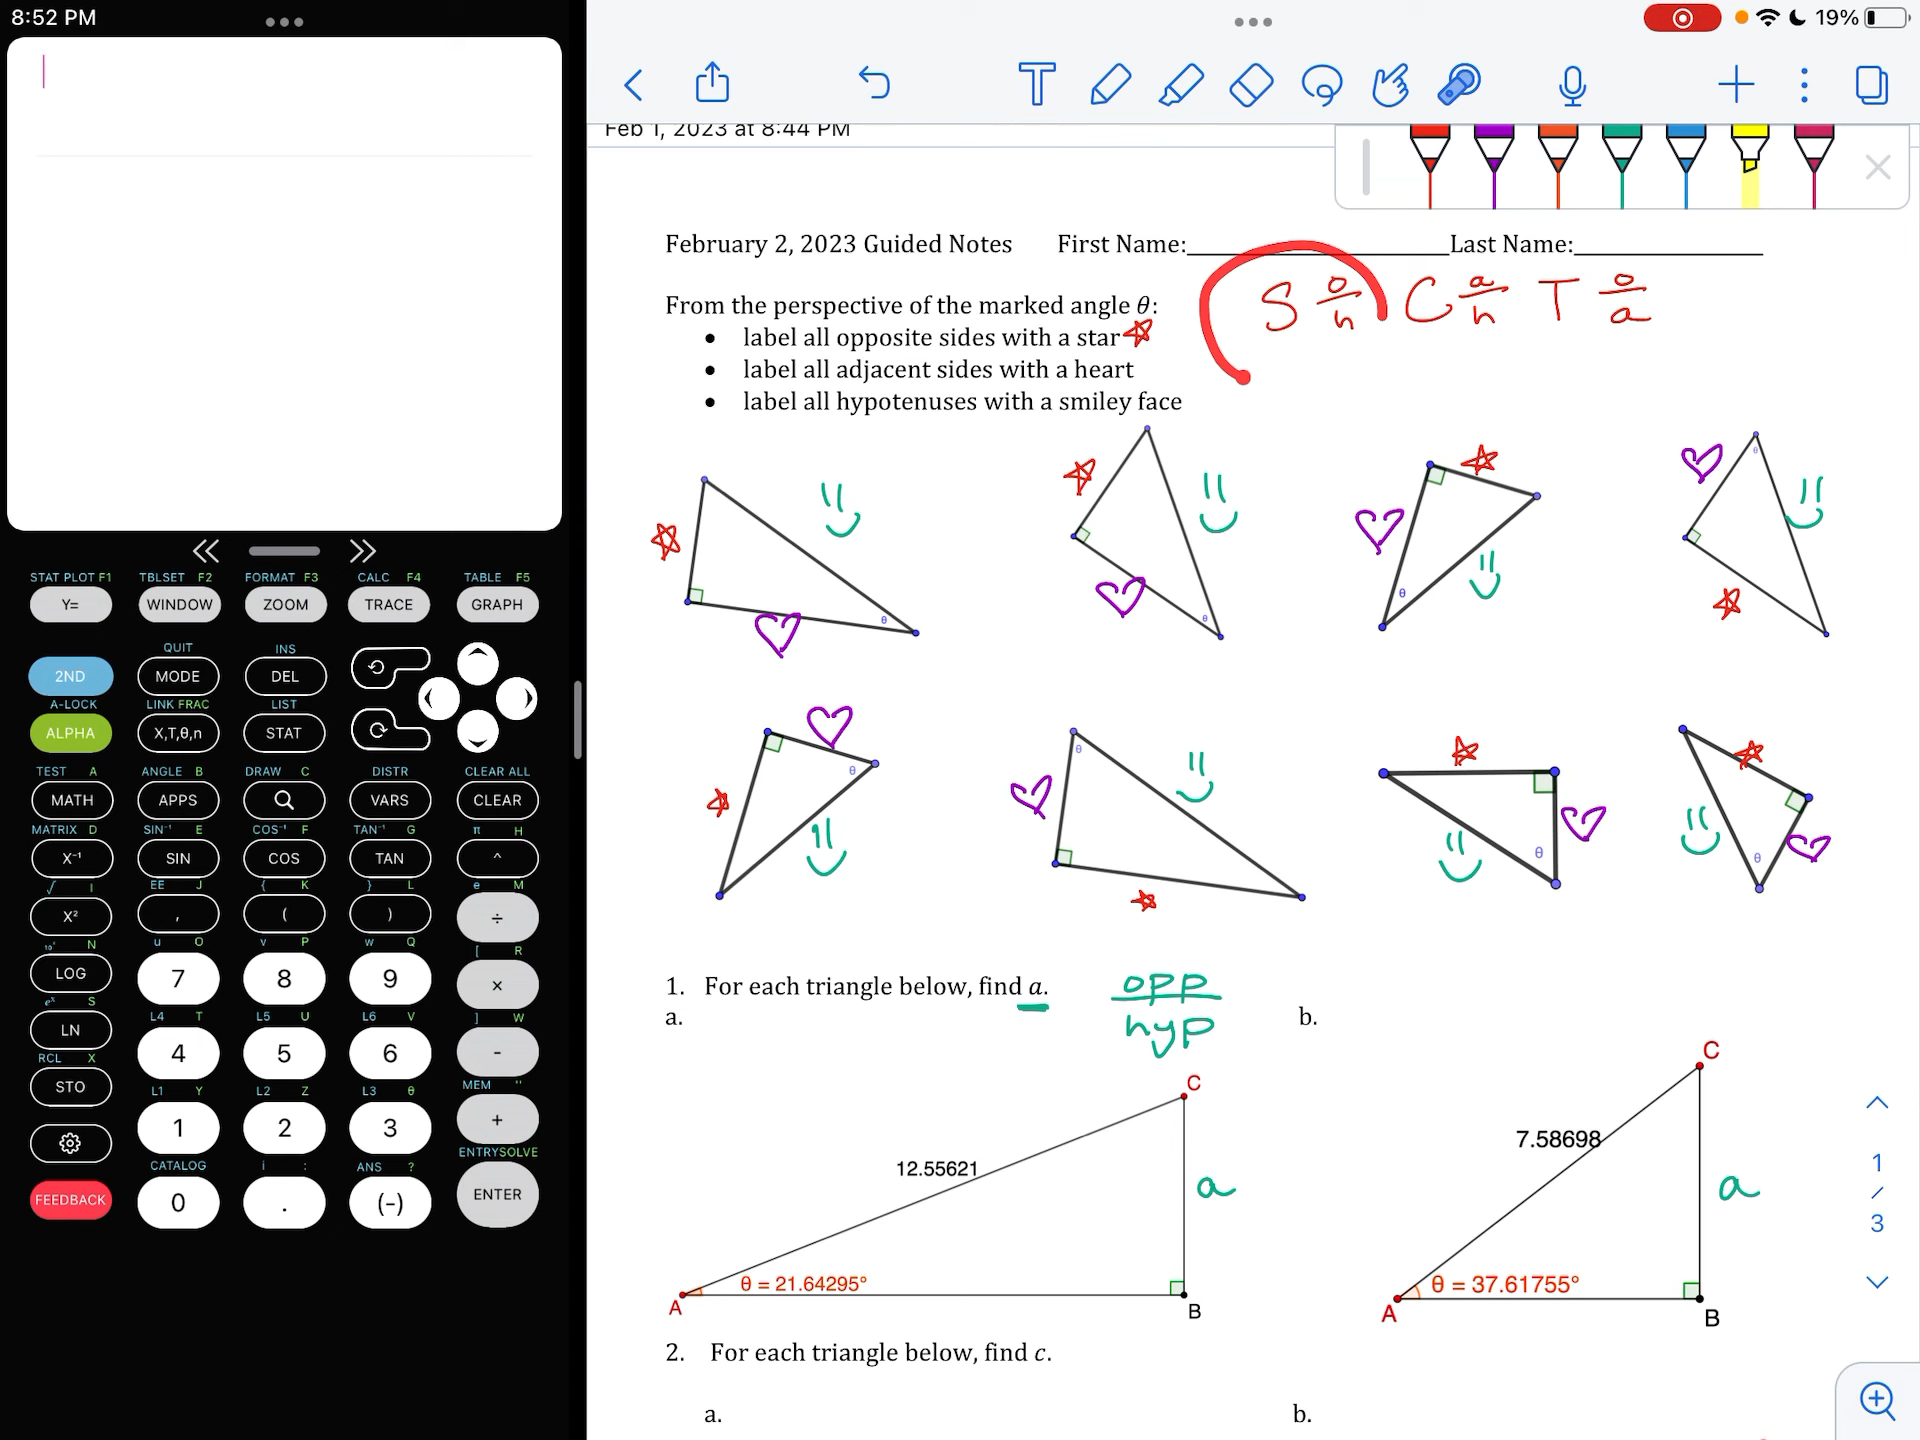 8:52 PM
19%
STAT PLOT F1 TBLSET F2 FORMAT F3 CALC F4 TABLE F5
Y= WINDOW ZOOM TRACE GRAPH
QUIT INS
2ND MODE DEL
A-LOCK LINK FRAC LIST
ALPHA X,T,θ,n STAT
TEST A ANGLE B DRAW C DISTR CLEAR ALL
MATH APPS VARS CLEAR
MATRIX D SIN⁻¹ E COS⁻¹ F TAN⁻¹ G π H
X⁻¹ SIN COS TAN ^
√ I EE J { K } L e M
X² , ( ) ÷
10ˣ N u O v P w Q [ R
LOG 7 8 9 ×
eˣ S L4 T L5 U L6 V ] W
LN 4 5 6 -
RCL X L1 Y L2 Z L3 θ MEM "
STO 1 2 3 +
CATALOG i : ANS ? ENTRY SOLVE
FEEDBACK 0 . (-) ENTER
T
Feb 1, 2023 at 8:44 PM
February 2, 2023 Guided Notes First Name:____ Last Name:____
S o/h C a/h T o/a
From the perspective of the marked angle θ:
• label all opposite sides with a star
• label all adjacent sides with a heart
• label all hypotenuses with a smiley face
θ θ θ θ
θ θ θ θ
1. For each triangle below, find a.
opp
hyp
a. b.
C C
12.55621 a 7.58698 a
θ = 21.64295° θ = 37.61755°
A B A B
1
/
3
2. For each triangle below, find c.
a. b.